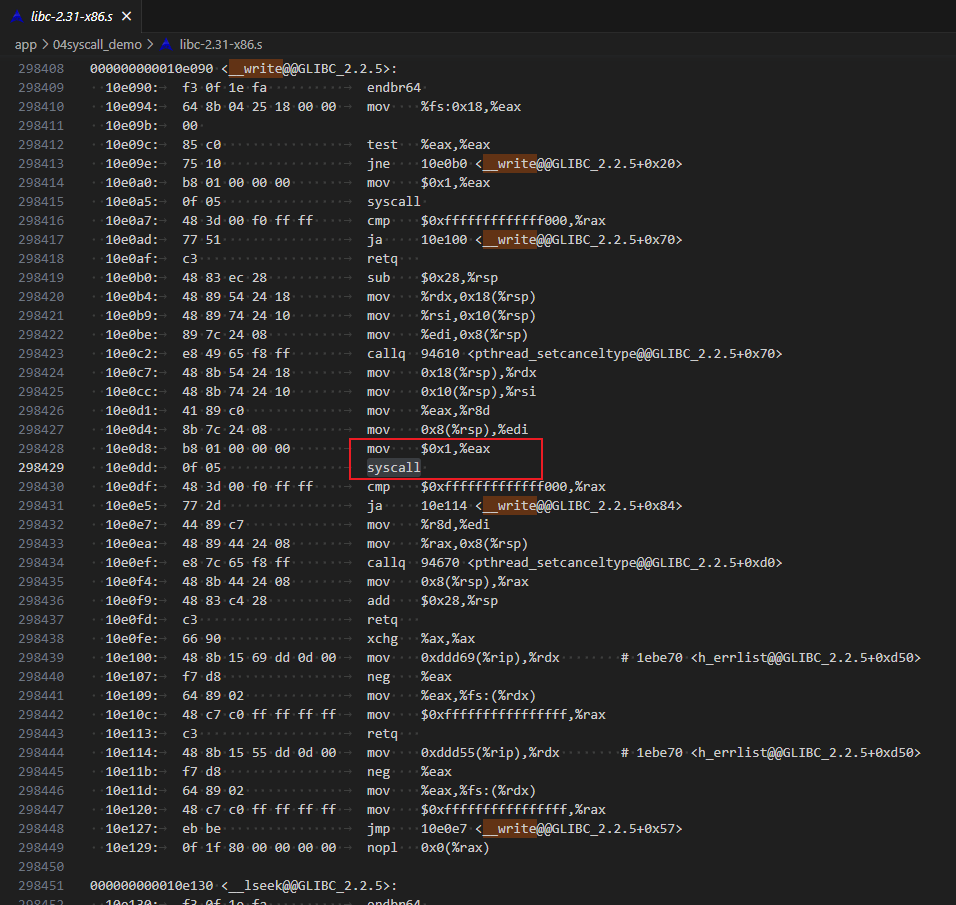 libc-2.31-x86.s ×
app > 04syscall_demo > libc-2.31-x86.s
298408 000000000010e090 <__write@@GLIBC_2.2.5>:
298409 10e090: f3 0f 1e fa endbr64
298410 10e094: 64 8b 04 25 18 00 00 mov %fs:0x18,%eax
298411 10e09b: 00
298412 10e09c: 85 c0 test %eax,%eax
298413 10e09e: 75 10 jne 10e0b0 <__write@@GLIBC_2.2.5+0x20>
298414 10e0a0: b8 01 00 00 00 mov $0x1,%eax
298415 10e0a5: 0f 05 syscall
298416 10e0a7: 48 3d 00 f0 ff ff cmp $0xfffffffffffff000,%rax
298417 10e0ad: 77 51 ja 10e100 <__write@@GLIBC_2.2.5+0x70>
298418 10e0af: c3 retq
298419 10e0b0: 48 83 ec 28 sub $0x28,%rsp
298420 10e0b4: 48 89 54 24 18 mov %rdx,0x18(%rsp)
298421 10e0b9: 48 89 74 24 10 mov %rsi,0x10(%rsp)
298422 10e0be: 89 7c 24 08 mov %edi,0x8(%rsp)
298423 10e0c2: e8 49 65 f8 ff callq 94610 <pthread_setcanceltype@@GLIBC_2.2.5+0x70>
298424 10e0c7: 48 8b 54 24 18 mov 0x18(%rsp),%rdx
298425 10e0cc: 48 8b 74 24 10 mov 0x10(%rsp),%rsi
298426 10e0d1: 41 89 c0 mov %eax,%r8d
298427 10e0d4: 8b 7c 24 08 mov 0x8(%rsp),%edi
298428 10e0d8: b8 01 00 00 00 mov $0x1,%eax
298429 10e0dd: 0f 05 syscall
298430 10e0df: 48 3d 00 f0 ff ff cmp $0xfffffffffffff000,%rax
298431 10e0e5: 77 2d ja 10e114 <__write@@GLIBC_2.2.5+0x84>
298432 10e0e7: 44 89 c7 mov %r8d,%edi
298433 10e0ea: 48 89 44 24 08 mov %rax,0x8(%rsp)
298434 10e0ef: e8 7c 65 f8 ff callq 94670 <pthread_setcanceltype@@GLIBC_2.2.5+0xd0>
298435 10e0f4: 48 8b 44 24 08 mov 0x8(%rsp),%rax
298436 10e0f9: 48 83 c4 28 add $0x28,%rsp
298437 10e0fd: c3 retq
298438 10e0fe: 66 90 xchg %ax,%ax
298439 10e100: 48 8b 15 69 dd 0d 00 mov 0xddd69(%rip),%rdx # 1ebe70 <h_errlist@@GLIBC_2.2.5+0xd50>
298440 10e107: f7 d8 neg %eax
298441 10e109: 64 89 02 mov %eax,%fs:(%rdx)
298442 10e10c: 48 c7 c0 ff ff ff ff mov $0xffffffffffffffff,%rax
298443 10e113: c3 retq
298444 10e114: 48 8b 15 55 dd 0d 00 mov 0xddd55(%rip),%rdx # 1ebe70 <h_errlist@@GLIBC_2.2.5+0xd50>
298445 10e11b: f7 d8 neg %eax
298446 10e11d: 64 89 02 mov %eax,%fs:(%rdx)
298447 10e120: 48 c7 c0 ff ff ff ff mov $0xffffffffffffffff,%rax
298448 10e127: eb be jmp 10e0e7 <__write@@GLIBC_2.2.5+0x57>
298449 10e129: 0f 1f 80 00 00 00 00 nopl 0x0(%rax)
298450
298451 000000000010e130 <__lseek@@GLIBC_2.2.5>:
298452 10e130: f3 0f 1e fa endbr64